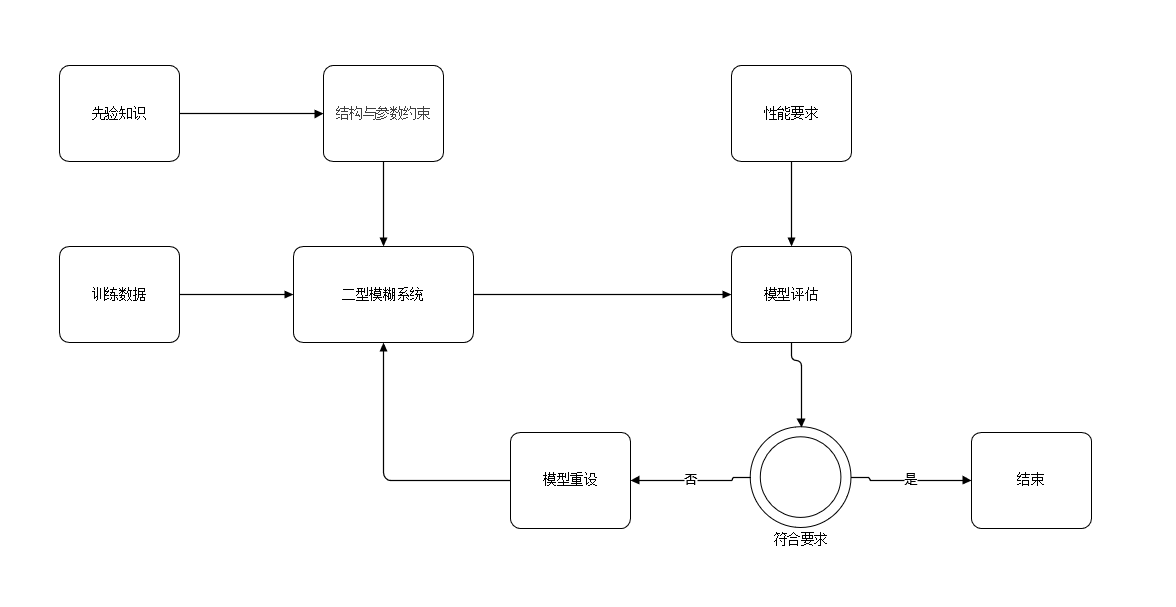 先验知识
结构与参数约束
性能要求
训练数据
二型模糊系统
模型评估
模型重设
否
是
结束
符合要求